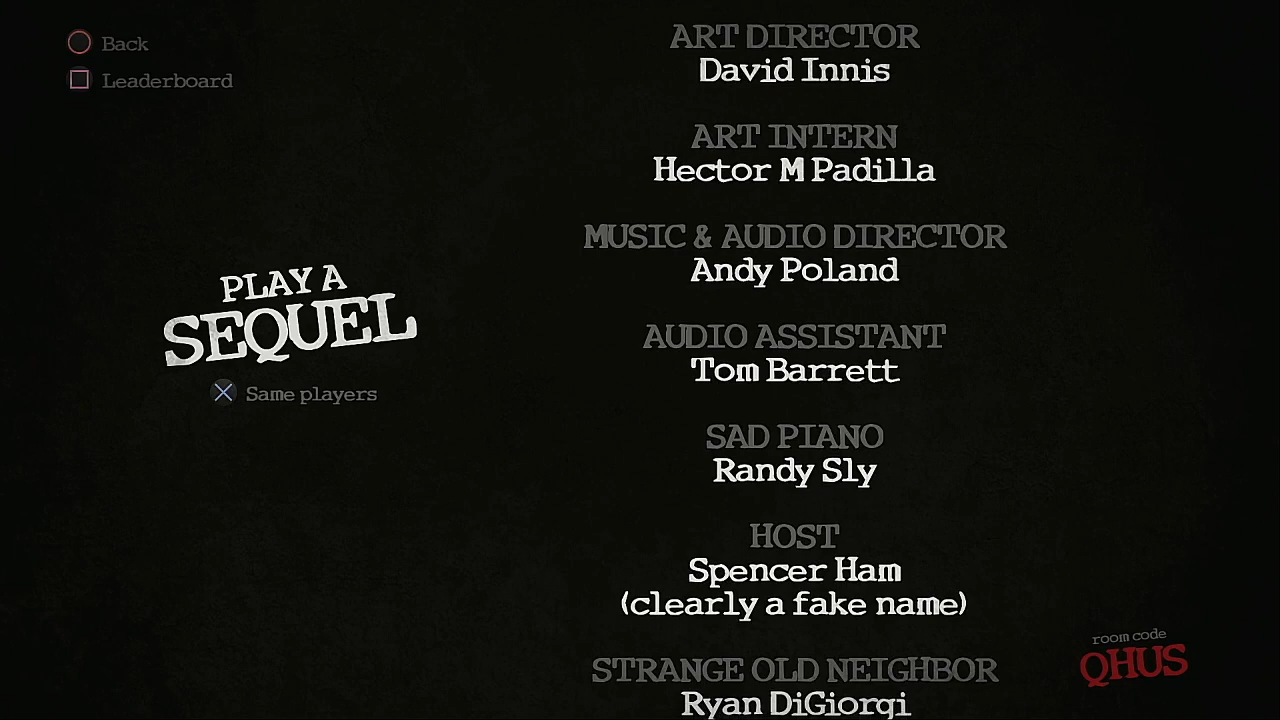 Back
Leaderboard
PLAY A
SEQUEL
Same players
ART DIRECTOR
David Innis
ART INTERN
Hector M Padilla
MUSIC & AUDIO DIRECTOR
Andy Poland
AUDIO ASSISTANT
Tom Barrett
SAD PIANO
Randy Sly
HOST
Spencer Ham
(clearly a fake name)
STRANGE OLD NEIGHBOR
Ryan DiGiorgi
room code
QHUS